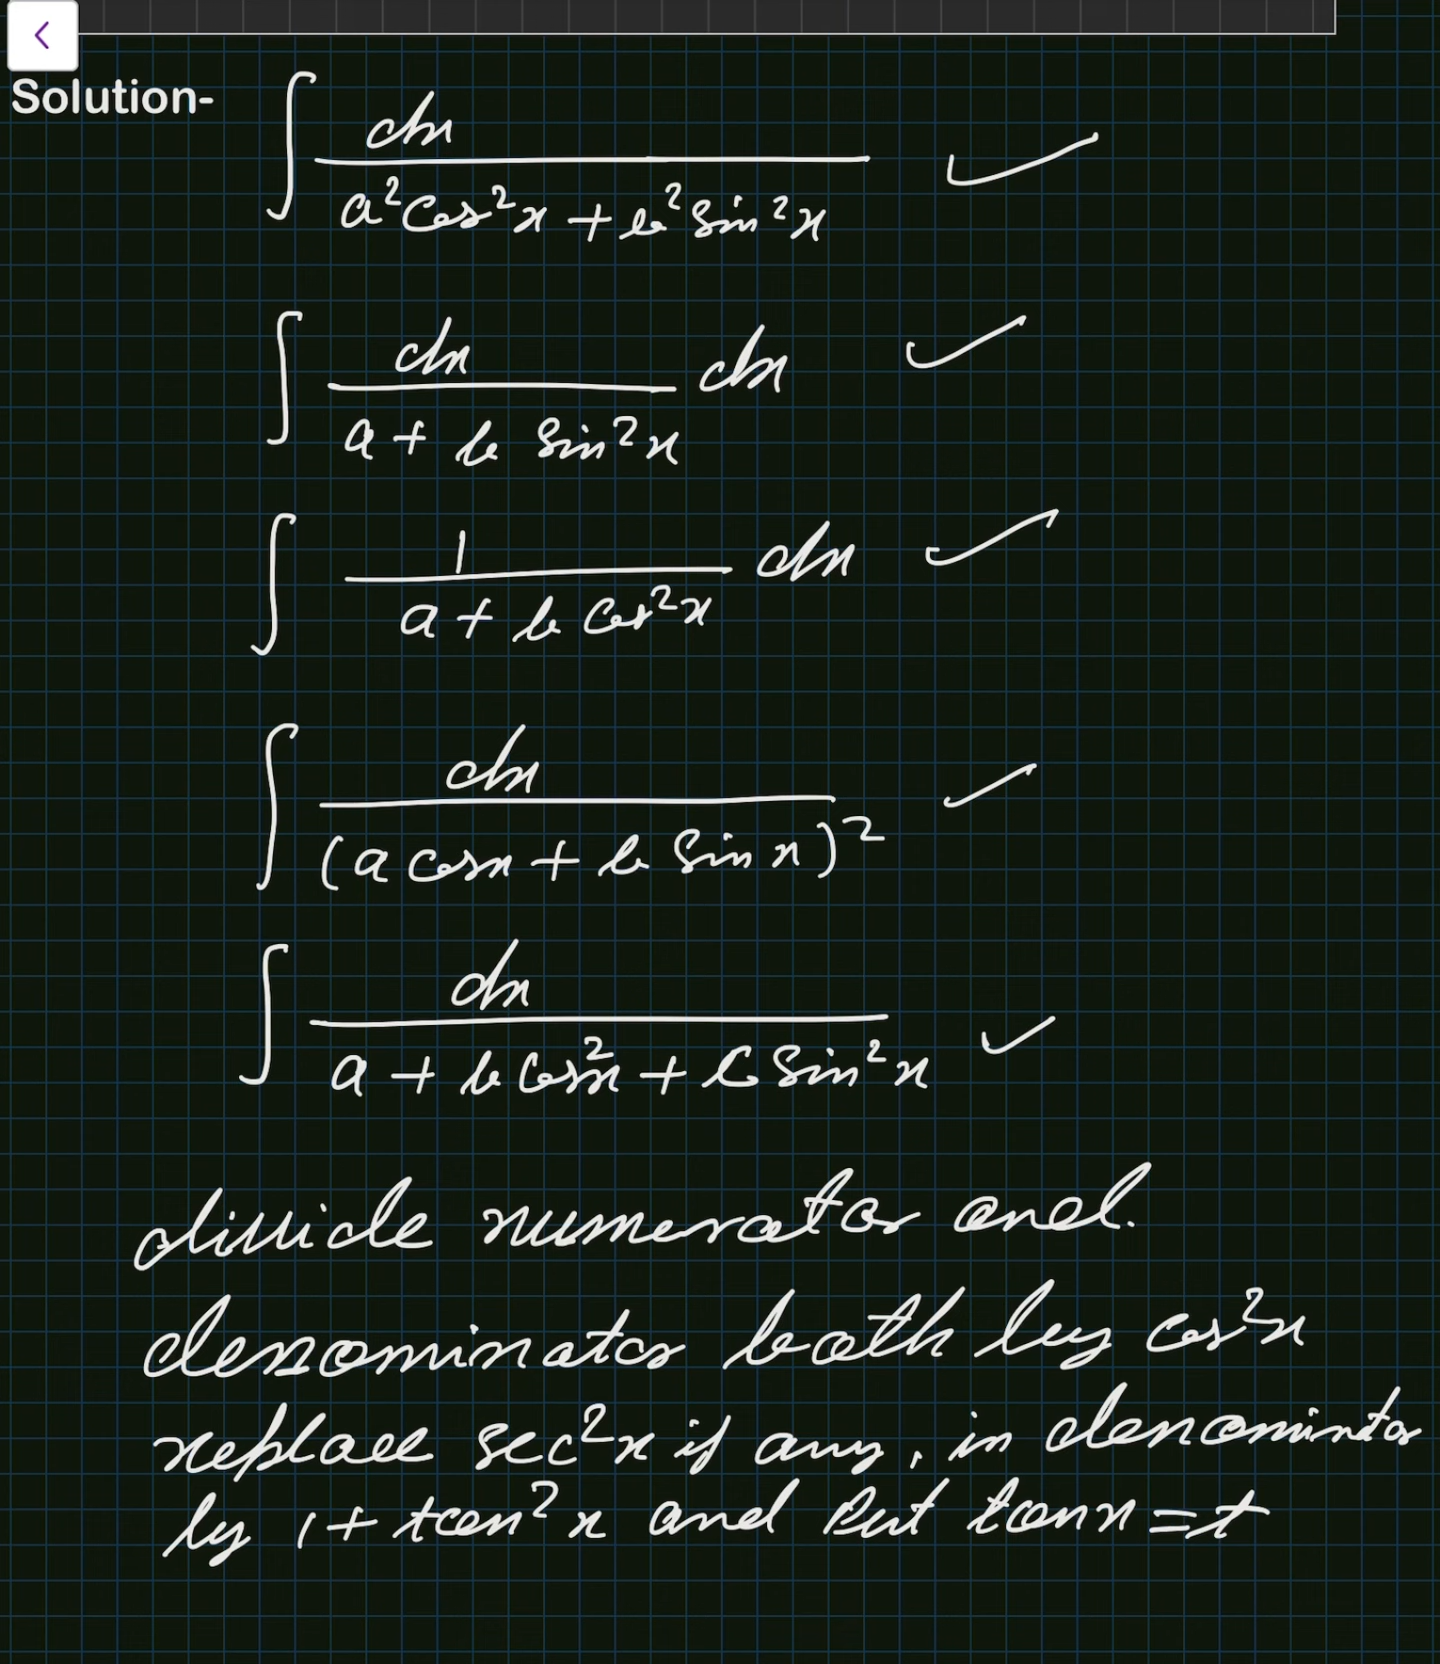 Solution- ∫ dx / (a²cos²x + b²sin²x)
∫ dx / (a + b sin²x) dx
∫ 1 / (a + b cos²x) dx
∫ dx / (a cosx + b sin x)²
∫ dx / (a + b cos²x + c sin²x)
divide numerator and
denominator both by cos²x
replace sec²x if any, in denominator
by 1 + tan²x and Put tanx = t